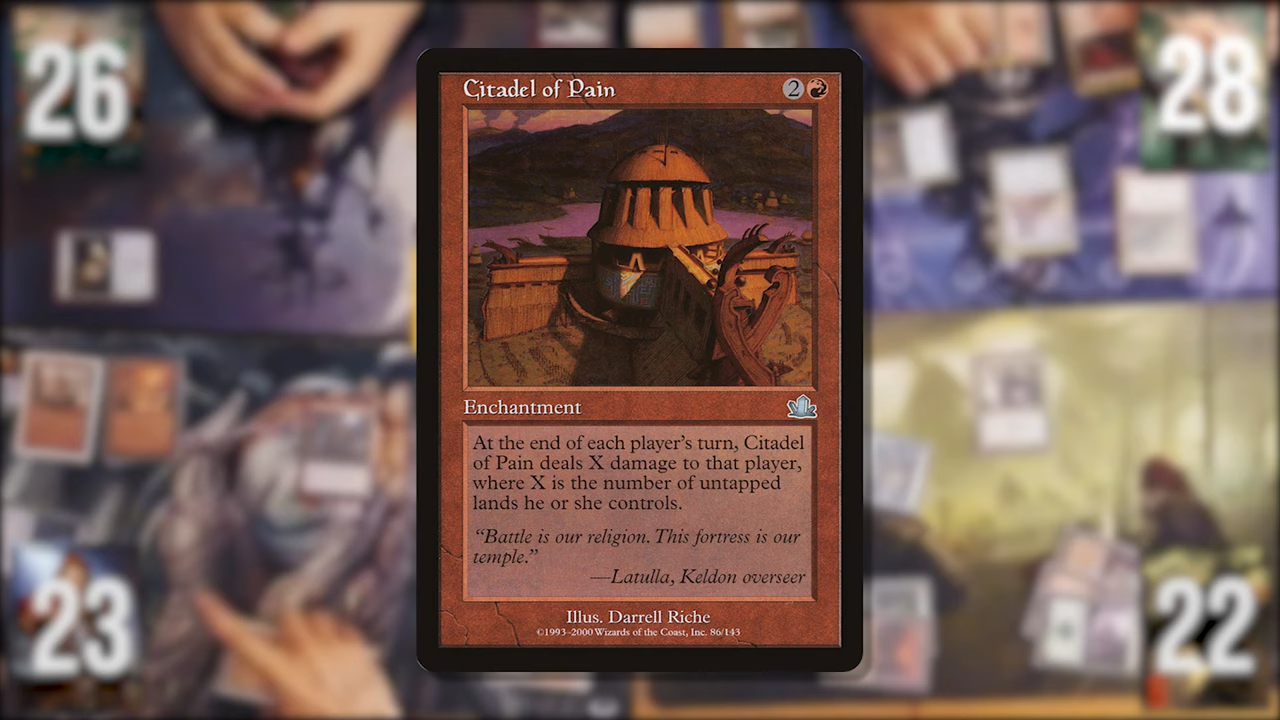 26
28
Citadel of Pain 2
Enchantment
At the end of each player's turn, Citadel
of Pain deals X damage to that player,
where X is the number of untapped
lands he or she controls.
“Battle is our religion. This fortress is our
temple.”
—Latulla, Keldon overseer
Illus. Darrell Riche
©1993–2000 Wizards of the Coast, Inc. 86/143
23
22